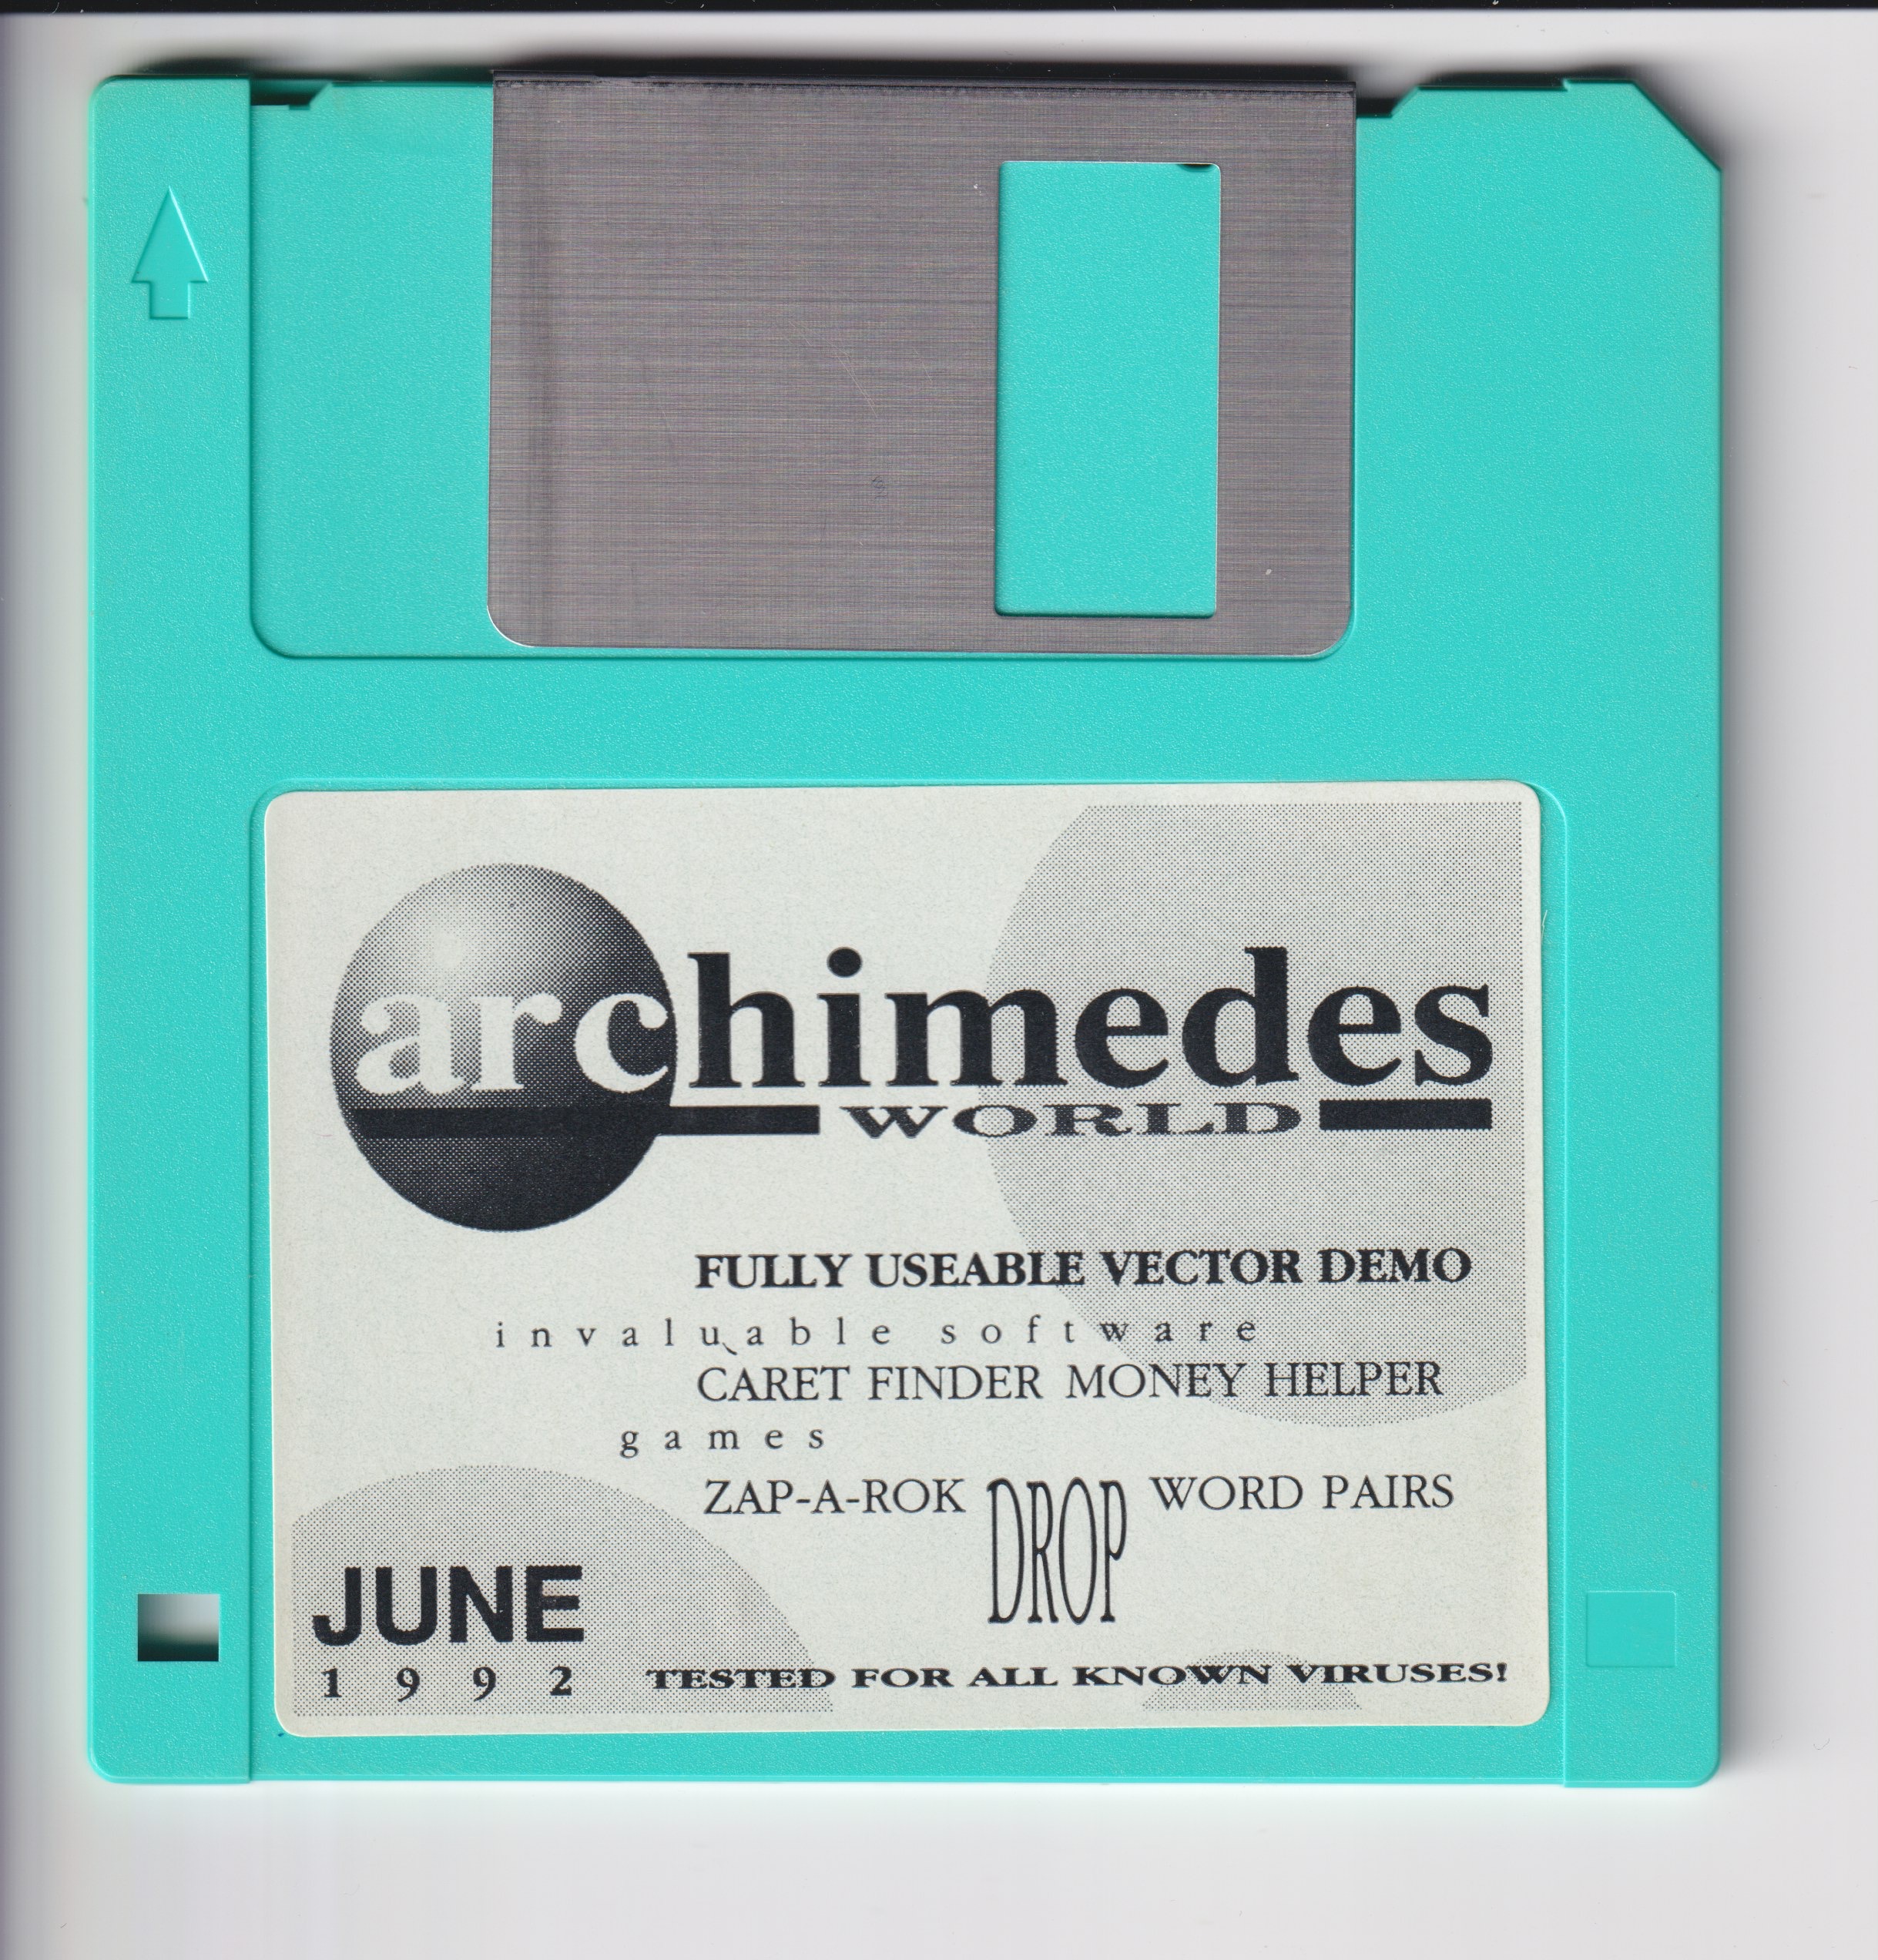 archimedes
WORLD
FULLY USEABLE VECTOR DEMO
invaluable software
CARET FINDER MONEY HELPER
games
ZAP-A-ROK DROP WORD PAIRS
JUNE
1992 TESTED FOR ALL KNOWN VIRUSES!